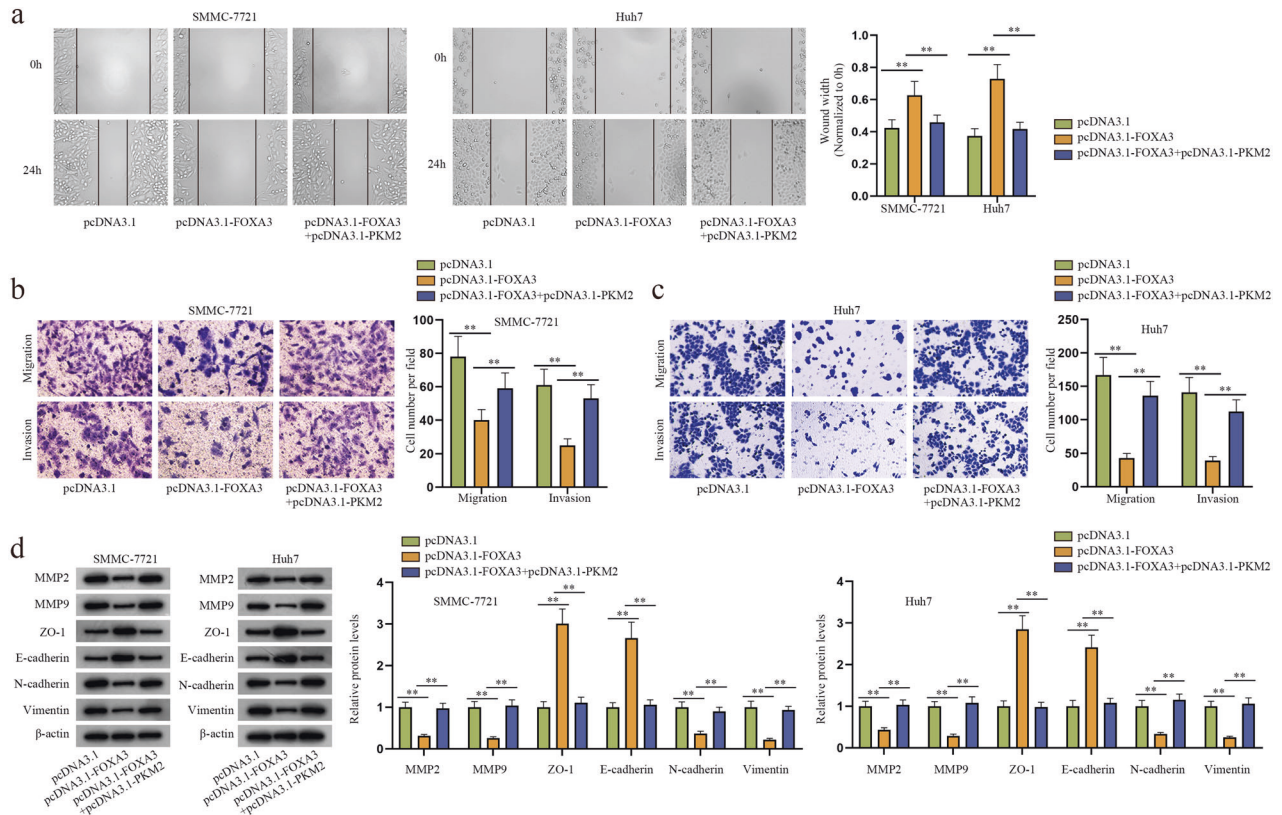 a
SMMC-7721
Huh7
0h
24h
pcDNA3.1
pcDNA3.1-FOXA3
pcDNA3.1-FOXA3
+pcDNA3.1-PKM2
0h
24h
pcDNA3.1
pcDNA3.1-FOXA3
pcDNA3.1-FOXA3
+pcDNA3.1-PKM2
Wound width
(Normalized to 0h)
1.0
0.8
0.6
0.4
0.2
0.0
**
**
**
**
SMMC-7721
Huh7
pcDNA3.1
pcDNA3.1-FOXA3
pcDNA3.1-FOXA3+pcDNA3.1-PKM2
b
SMMC-7721
Migration
Invasion
pcDNA3.1
pcDNA3.1-FOXA3
pcDNA3.1-FOXA3
+pcDNA3.1-PKM2
pcDNA3.1
pcDNA3.1-FOXA3
pcDNA3.1-FOXA3+pcDNA3.1-PKM2
SMMC-7721
Cell number per field
100
80
60
40
20
0
**
**
**
**
Migration
Invasion
c
Huh7
Migration
Invasion
pcDNA3.1
pcDNA3.1-FOXA3
pcDNA3.1-FOXA3
+pcDNA3.1-PKM2
pcDNA3.1
pcDNA3.1-FOXA3
pcDNA3.1-FOXA3+pcDNA3.1-PKM2
Huh7
Cell number per field
250
200
150
100
50
0
**
**
**
**
Migration
Invasion
d
SMMC-7721
MMP2
MMP9
ZO-1
E-cadherin
N-cadherin
Vimentin
β-actin
pcDNA3.1
pcDNA3.1-FOXA3
pcDNA3.1-FOXA3
+pcDNA3.1-PKM2
Huh7
MMP2
MMP9
ZO-1
E-cadherin
N-cadherin
Vimentin
β-actin
pcDNA3.1
pcDNA3.1-FOXA3
pcDNA3.1-FOXA3
+pcDNA3.1-PKM2
pcDNA3.1
pcDNA3.1-FOXA3
pcDNA3.1-FOXA3+pcDNA3.1-PKM2
SMMC-7721
Relative protein levels
4
3
2
1
0
**
**
**
**
**
**
**
**
**
**
**
**
MMP2
MMP9
ZO-1
E-cadherin
N-cadherin
Vimentin
pcDNA3.1
pcDNA3.1-FOXA3
pcDNA3.1-FOXA3+pcDNA3.1-PKM2
Huh7
Relative protein levels
4
3
2
1
0
**
**
**
**
**
**
**
**
**
**
**
**
MMP2
MMP9
ZO-1
E-cadherin
N-cadherin
Vimentin